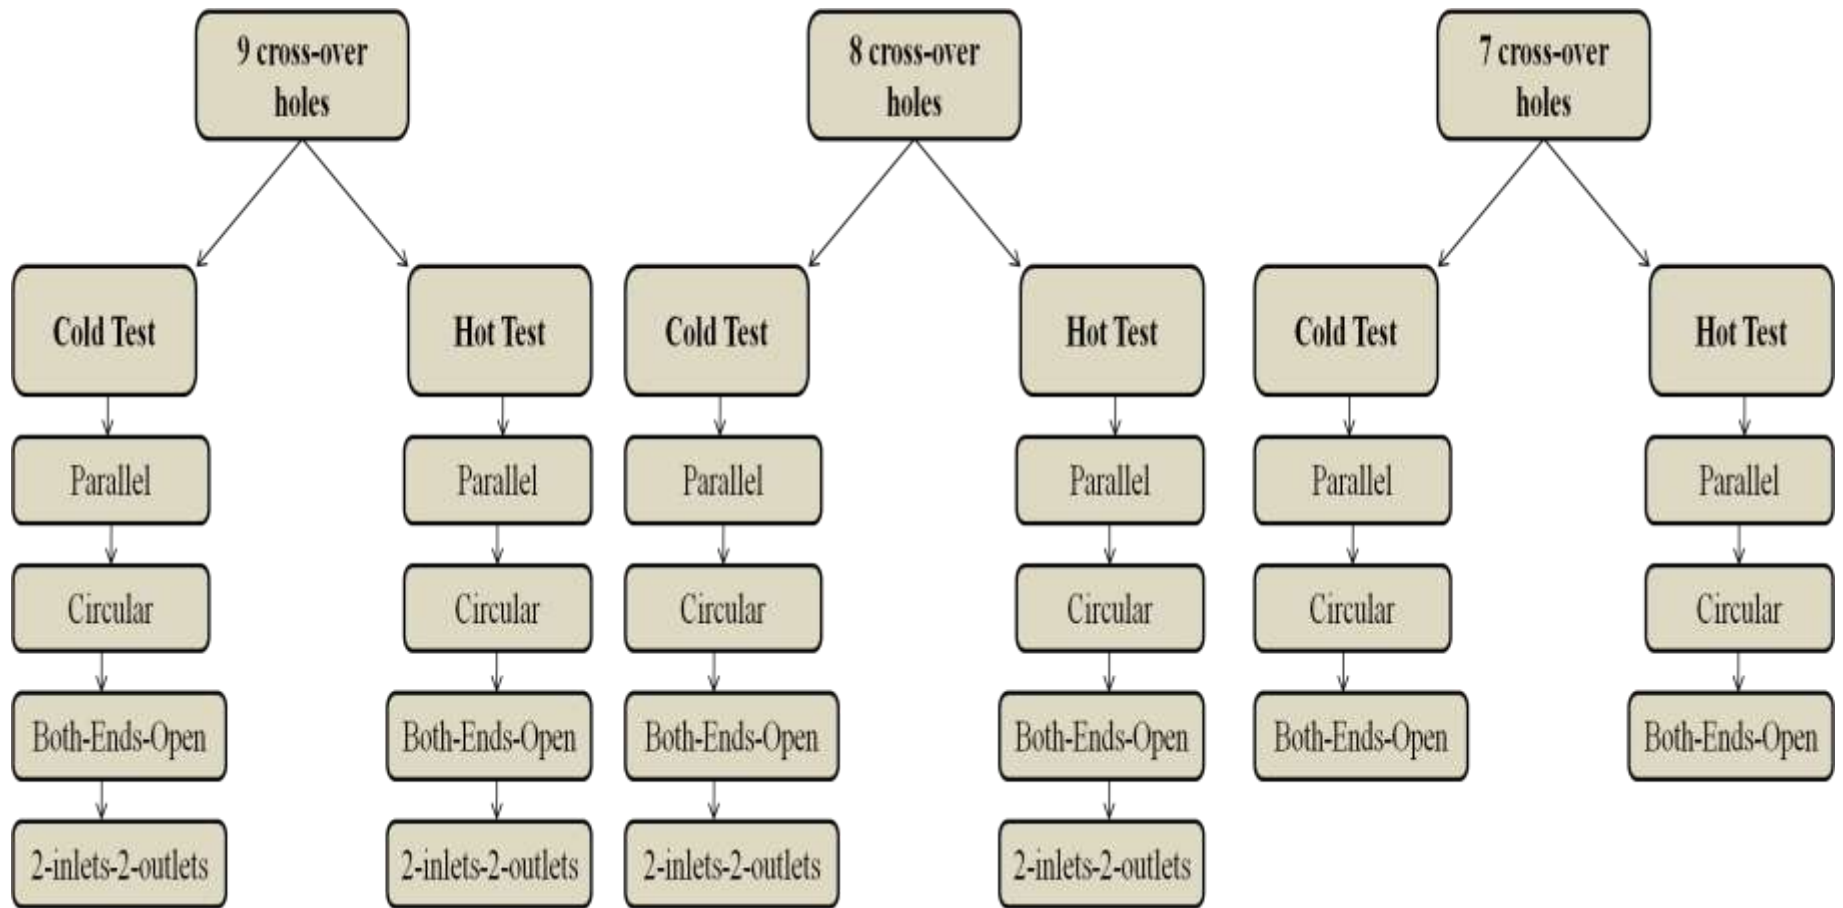 9 cross-over
holes
8 cross-over
holes
7 cross-over
holes
Cold Test
Hot Test
Cold Test
Hot Test
Cold Test
Hot Test
Parallel
Parallel
Parallel
Parallel
Parallel
Parallel
Circular
Circular
Circular
Circular
Circular
Circular
Both-Ends-Open
Both-Ends-Open
Both-Ends-Open
Both-Ends-Open
Both-Ends-Open
Both-Ends-Open
2-inlets-2-outlets
2-inlets-2-outlets
2-inlets-2-outlets
2-inlets-2-outlets